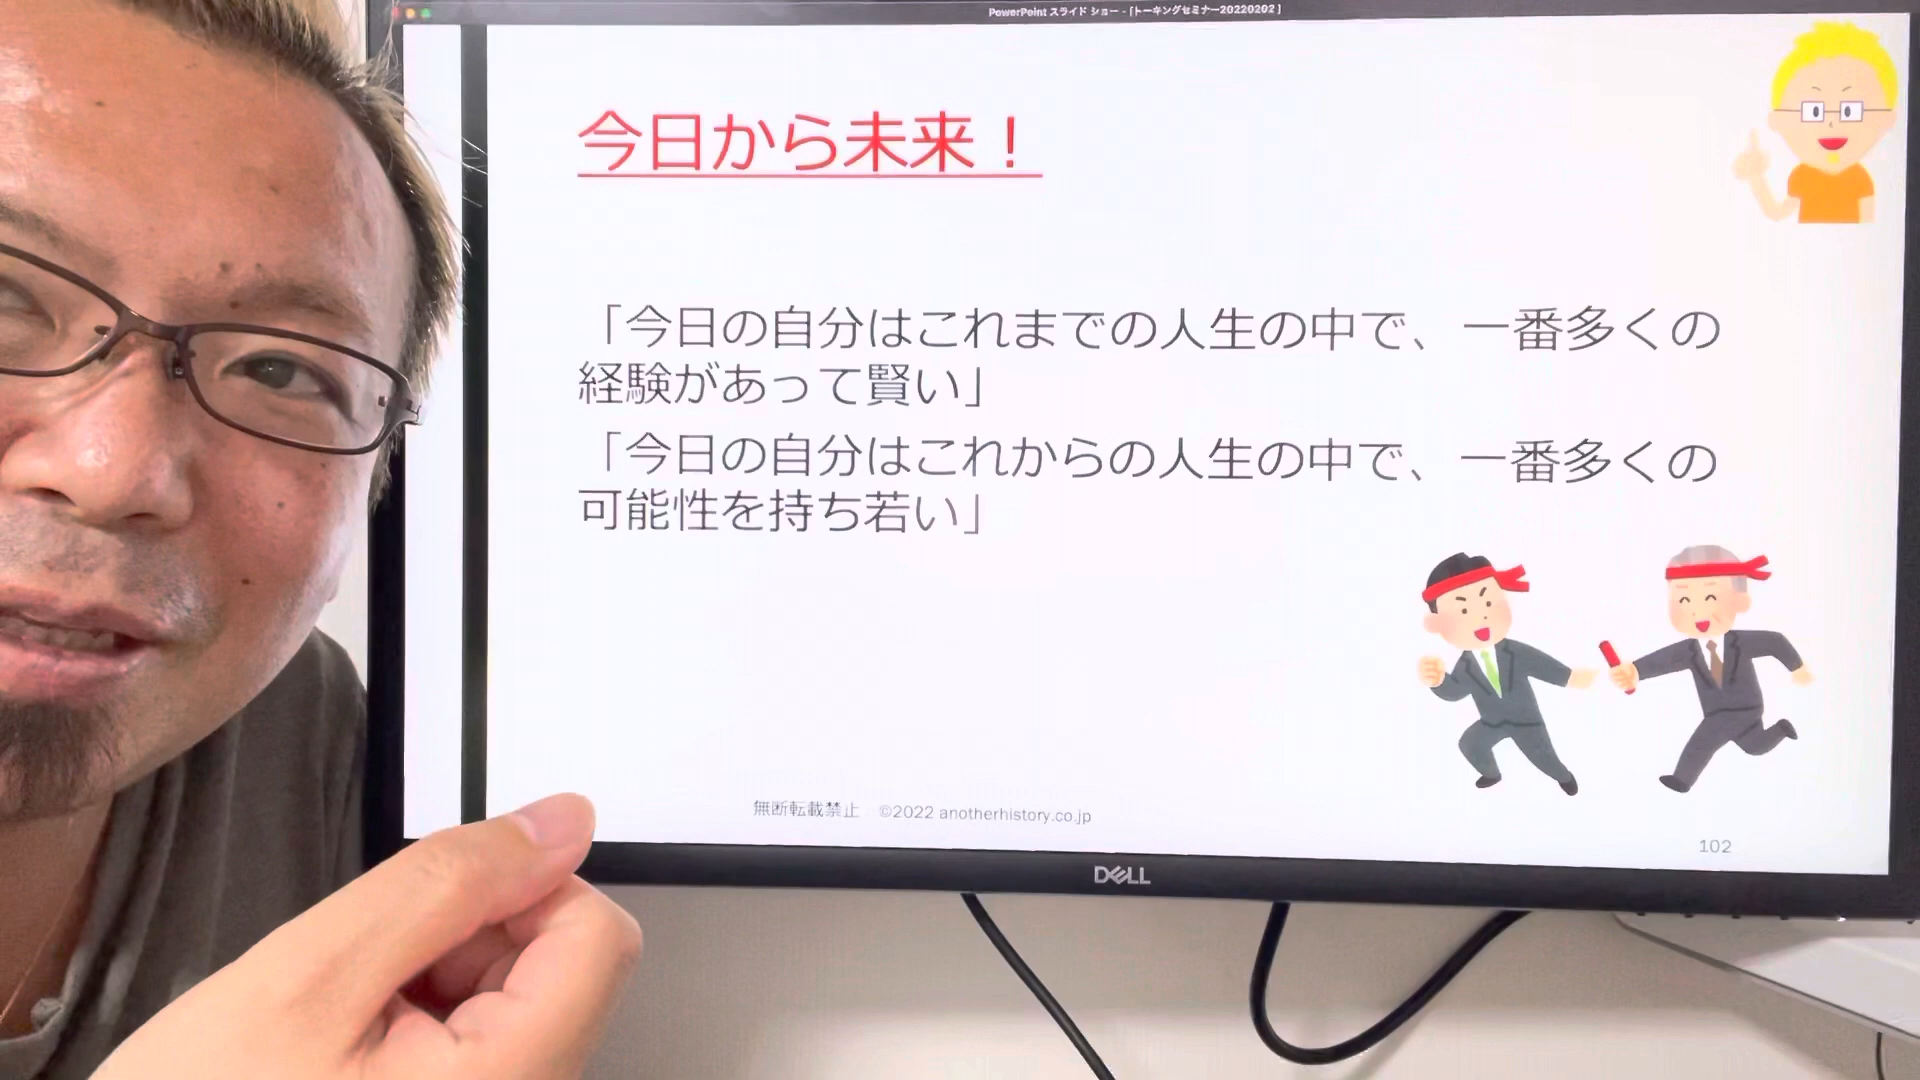 PowerPoint スライド ショー - [トーキングセミナー20220202]
今日から未来！
「今日の自分はこれまでの人生の中で、一番多くの
経験があって賢い」
「今日の自分はこれからの人生の中で、一番多くの
可能性を持ち若い」
無断転載禁止　©2022 anotherhistory.co.jp
102
DELL